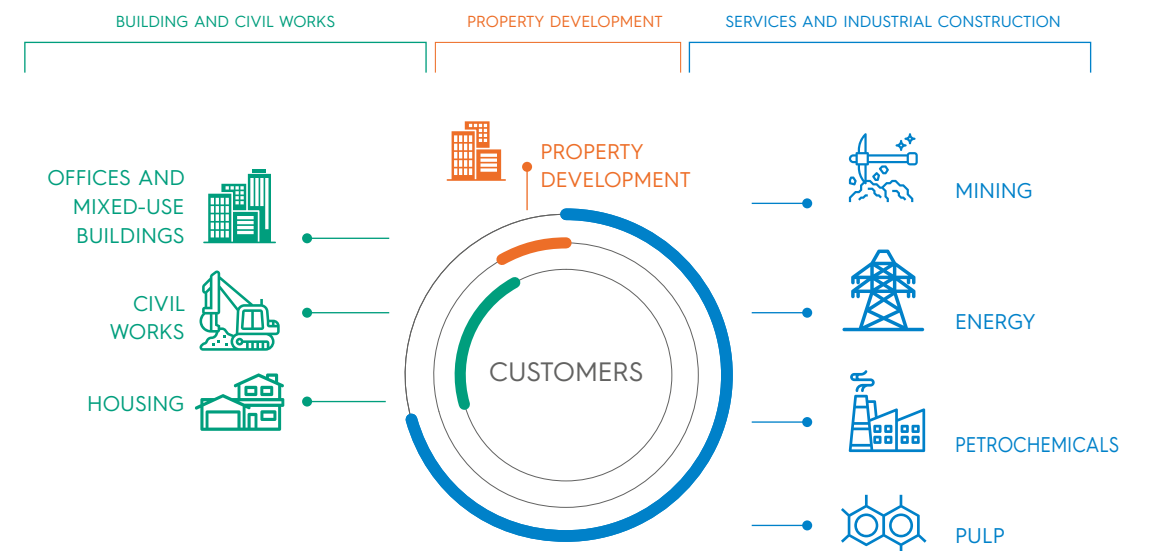 BUILDING AND CIVIL WORKS
PROPERTY DEVELOPMENT
SERVICES AND INDUSTRIAL CONSTRUCTION
PROPERTY
DEVELOPMENT
OFFICES AND
MIXED-USE
BUILDINGS
CIVIL
WORKS
HOUSING
CUSTOMERS
MINING
ENERGY
PETROCHEMICALS
PULP